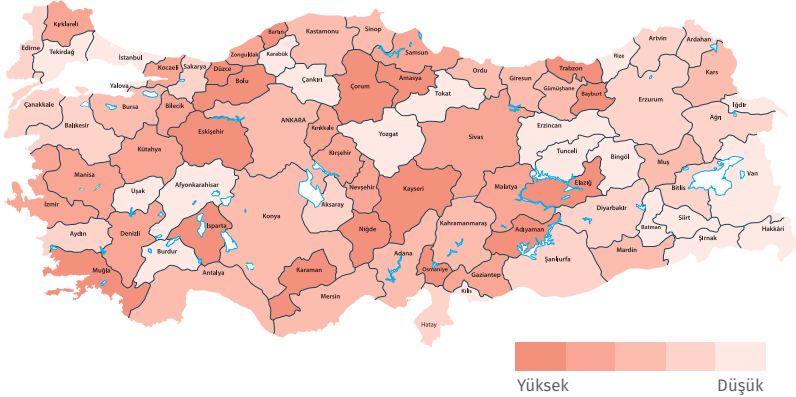 Kırklareli
Edirne
Tekirdağ
İstanbul
Kocaeli
Yalova
Sakarya
Düzce
Bolu
Zonguldak
Bartın
Karabük
Kastamonu
Sinop
Samsun
Çankırı
Çorum
Amasya
Tokat
Ordu
Giresun
Gümüşhane
Trabzon
Bayburt
Rize
Artvin
Ardahan
Kars
Iğdır
Ağrı
Erzurum
Erzincan
Tunceli
Bingöl
Muş
Bitlis
Van
Hakkâri
Şırnak
Siirt
Batman
Mardin
Diyarbakir
Elazığ
Malatya
Adıyaman
Şanlıurfa
Gaziantep
Kilis
Hatay
Osmaniye
Kahramanmaraş
Adana
Mersin
Karaman
Niğde
Kayseri
Sivas
Yozgat
Kırıkkale
Kirşehir
Nevşehir
Aksaray
Konya
ANKARA
Eskişehir
Bilecik
Bursa
Çanakkale
Balıkesir
Kütahya
Manisa
İzmir
Uşak
Afyonkarahisar
Aydın
Denizli
Muğla
Burdur
Isparta
Antalya
Yüksek
Düşük